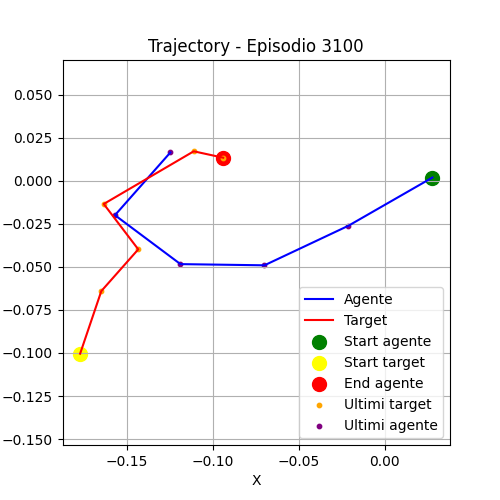 Trajectory - Episodio 3100
0.050
0.025
0.000
−0.025
−0.050
−0.075
−0.100
−0.125
−0.150
Agente
Target
Start agente
Start target
End agente
Ultimi target
Ultimi agente
−0.15
−0.10
−0.05
0.00
X